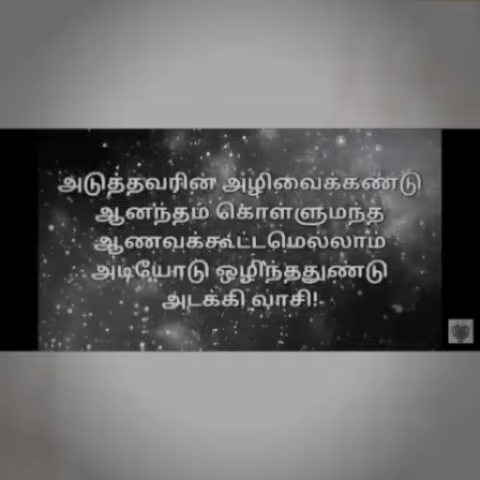 அடுத்தவரின் அழிவைக்கண்டு
ஆனந்தம் கொள்ளுமந்த
ஆணவக்கூட்டமெல்லாம்
அடியோடு ஒழிந்ததுண்டு
அடக்கி வாசி!